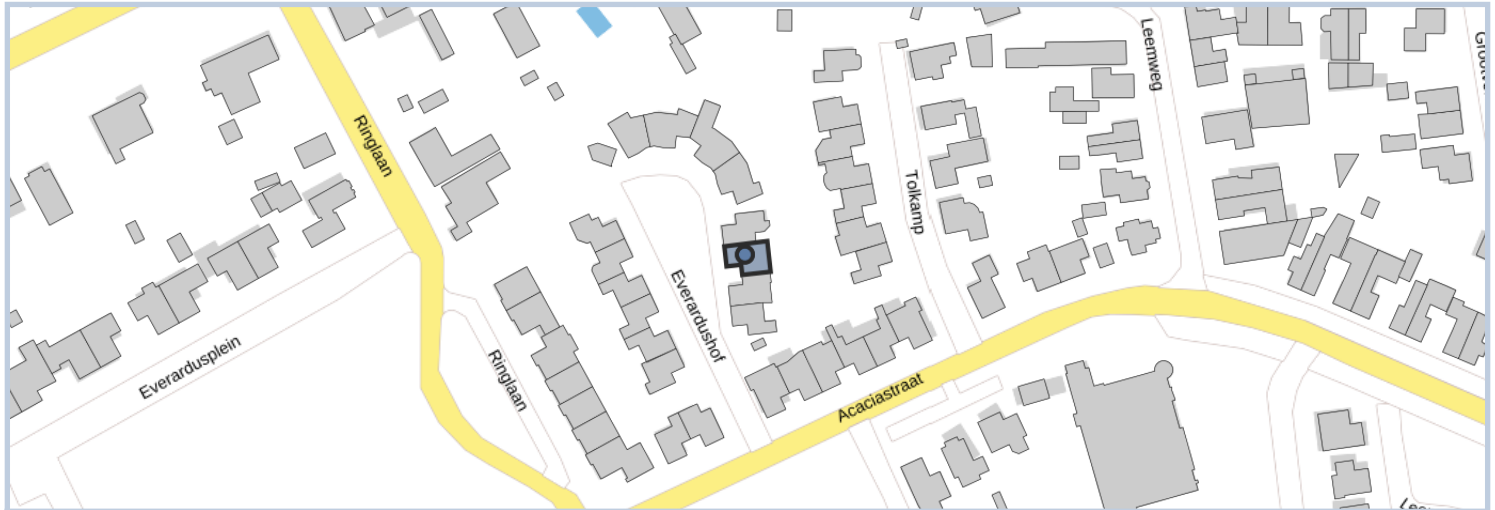 Leemweg
Ringlaan
Tolkamp
Everardushof
Everardusplein
Ringlaan
Acaciastraat